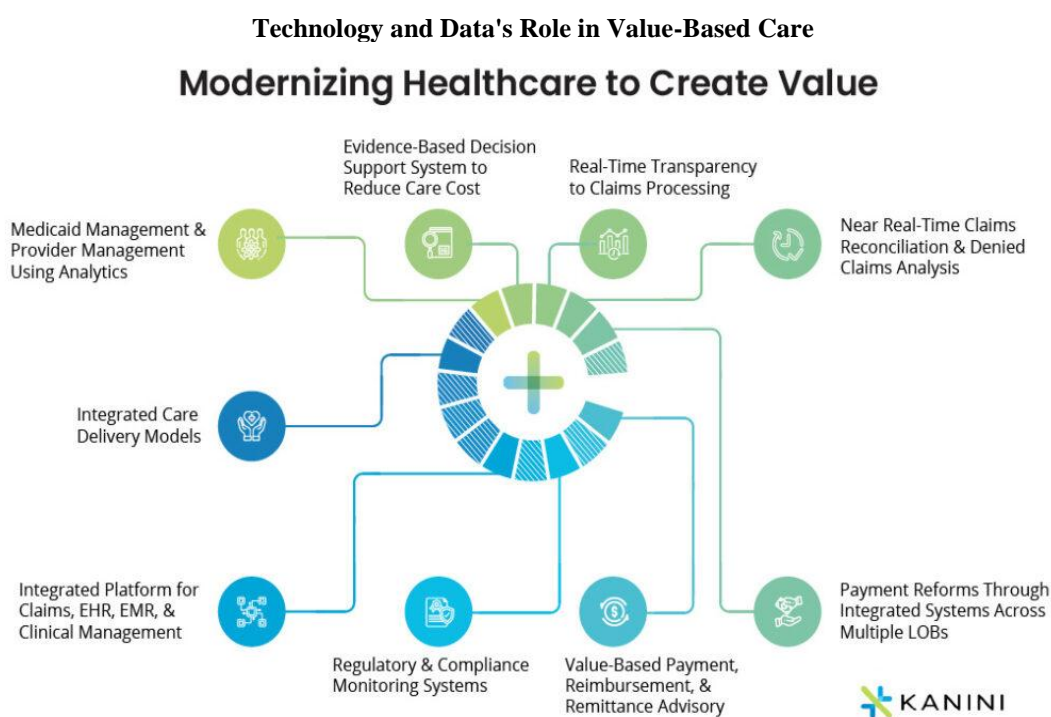 Technology and Data's Role in Value-Based Care
Modernizing Healthcare to Create Value
Evidence-Based Decision
Support System to
Reduce Care Cost
Real-Time Transparency
to Claims Processing
Medicaid Management &
Provider Management
Using Analytics
Near Real-Time Claims
Reconciliation & Denied
Claims Analysis
Integrated Care
Delivery Models
Integrated Platform for
Claims, EHR, EMR, &
Clinical Management
Regulatory & Compliance
Monitoring Systems
Value-Based Payment,
Reimbursement, &
Remittance Advisory
Payment Reforms Through
Integrated Systems Across
Multiple LOBs
KANINI